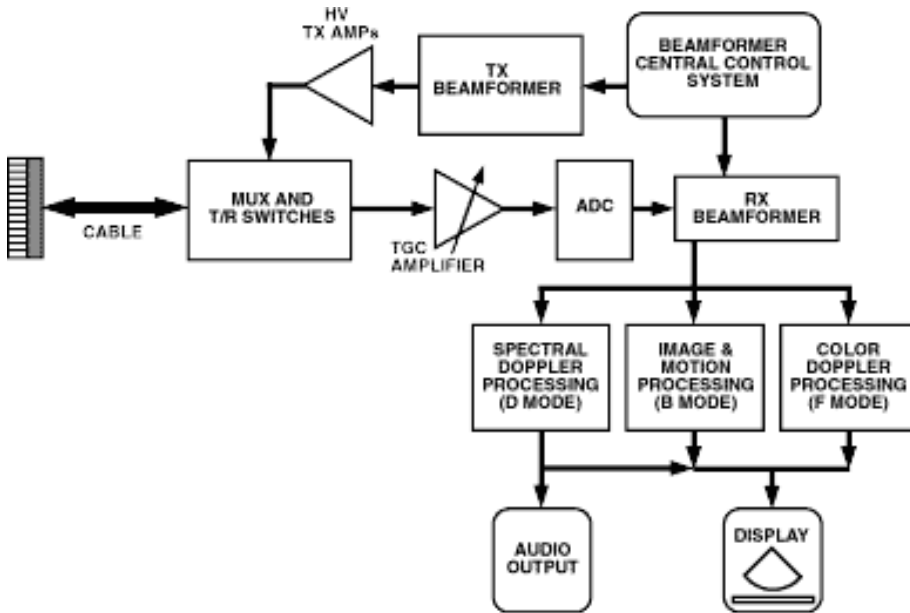 HV
TX AMPs
TX
BEAMFORMER
BEAMFORMER
CENTRAL CONTROL
SYSTEM
CABLE
MUX AND
T/R SWITCHES
TGC
AMPLIFIER
ADC
RX
BEAMFORMER
SPECTRAL
DOPPLER
PROCESSING
(D MODE)
IMAGE &
MOTION
PROCESSING
(B MODE)
COLOR
DOPPLER
PROCESSING
(F MODE)
AUDIO
OUTPUT
DISPLAY